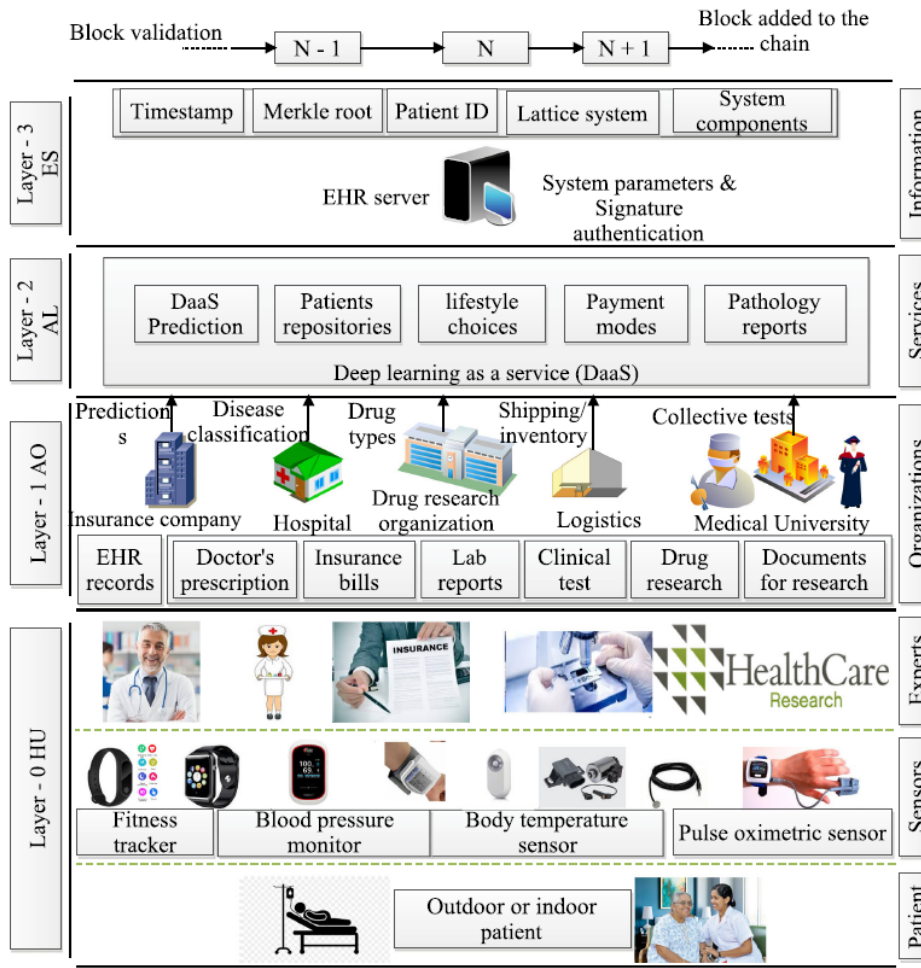 Block validation
N - 1
N
N + 1
Block added to the
chain
Layer - 3
ES
Timestamp
Merkle root
Patient ID
Lattice system
System
components
Information
EHR server
System parameters &
Signature
authentication
Layer - 2
AL
DaaS
Prediction
Patients
repositories
lifestyle
choices
Payment
modes
Pathology
reports
Services
Deep learning as a service (DaaS)
Layer - 1 AO
Prediction
s
Disease
classification
Drug
types
Shipping/
inventory
Collective tests
Organizations
Insurance company
Hospital
Drug research
organization
Logistics
Medical University
EHR
records
Doctor's
prescription
Insurance
bills
Lab
reports
Clinical
test
Drug
research
Documents
for research
Layer - 0 HU
INSURANCE
HealthCare
Research
Experts
Fitness
tracker
Blood pressure
monitor
Body temperature
sensor
Pulse oximetric sensor
Sensors
Outdoor or indoor
patient
Patient